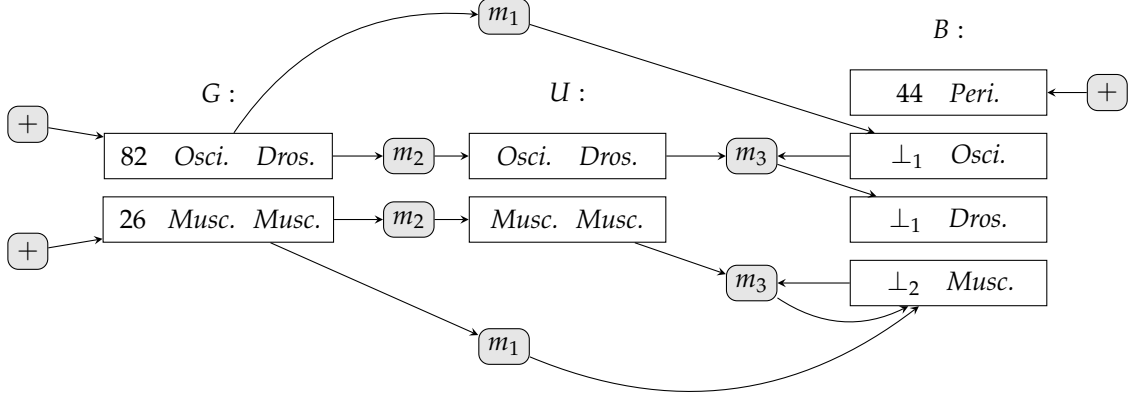 m₁
B :
G :
U :
44 Peri. +
+
82 Osci. Dros. m₂ Osci. Dros. m₃ ⊥₁ Osci.
26 Musc. Musc. m₂ Musc. Musc. ⊥₁ Dros.
+
m₃ ⊥₂ Musc.
m₁